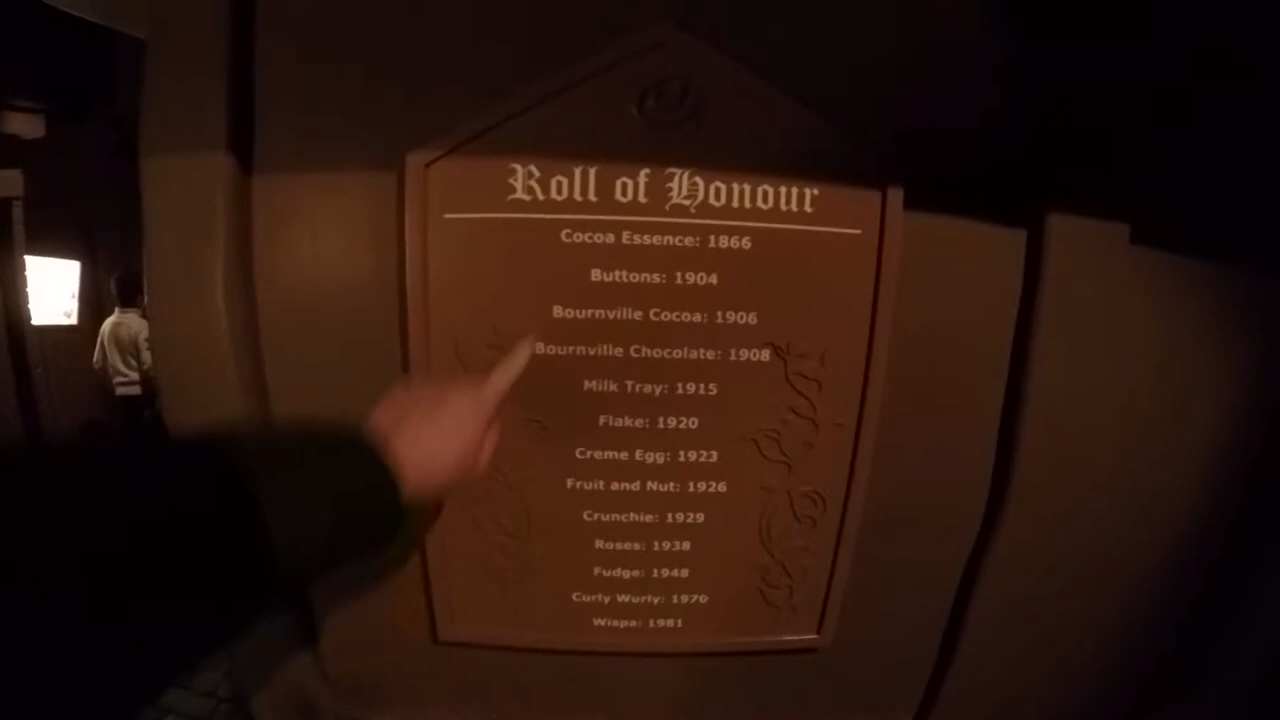 Roll of Honour
Cocoa Essence: 1866
Buttons: 1904
Bournville Cocoa: 1906
Bournville Chocolate: 1908
Milk Tray: 1915
Flake: 1920
Creme Egg: 1923
Fruit and Nut: 1926
Crunchie: 1929
Roses: 1938
Fudge: 1948
Curly Wurly: 1970
Wispa: 1981